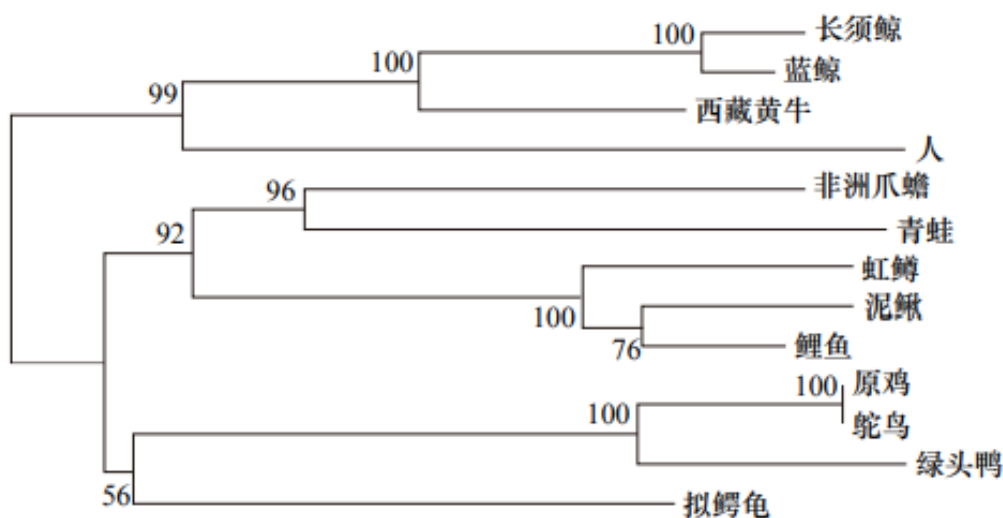 100
长须鲸
100
蓝鲸
99
西藏黄牛
人
96
非洲爪蟾
92
青蛙
虹鳟
100
泥鳅
76
鲤鱼
100
原鸡
100
鸵鸟
绿头鸭
56
拟鳄龟